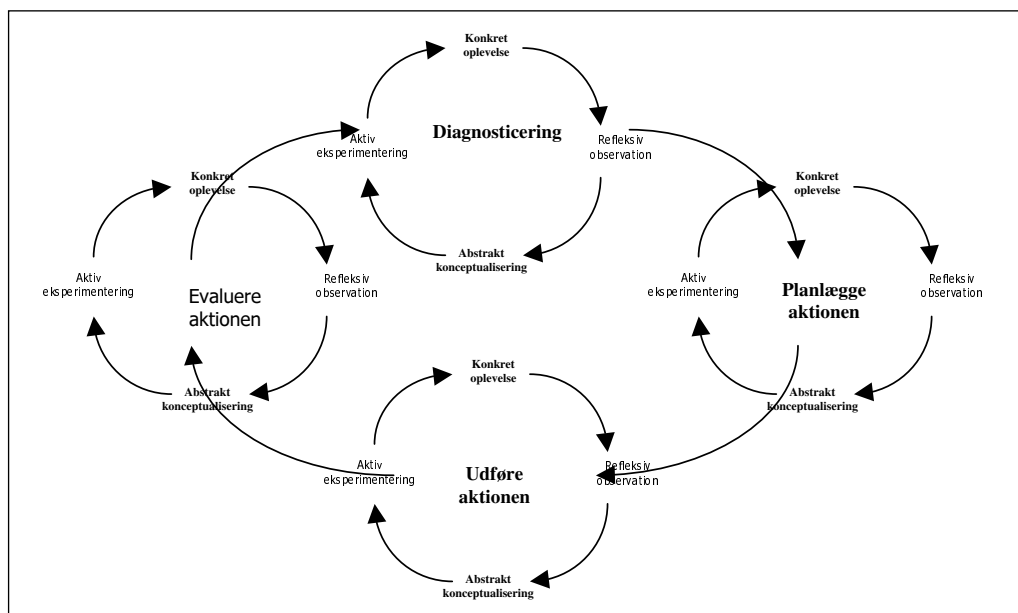 Konkret
oplevelse
Diagnosticering
Aktiv
eksperimentering
Refleksiv
observation
Abstrakt
konceptualisering
Konkret
oplevelse
Aktiv
eksperimentering
Refleksiv
observation
Evaluere
aktionen
Abstrakt
konceptualisering
Konkret
oplevelse
Aktiv
eksperimentering
Refleksiv
observation
Planlægge
aktionen
Abstrakt
konceptualisering
Konkret
oplevelse
Aktiv
eksperimentering
Refleksiv
observation
Udføre
aktionen
Abstrakt
konceptualisering